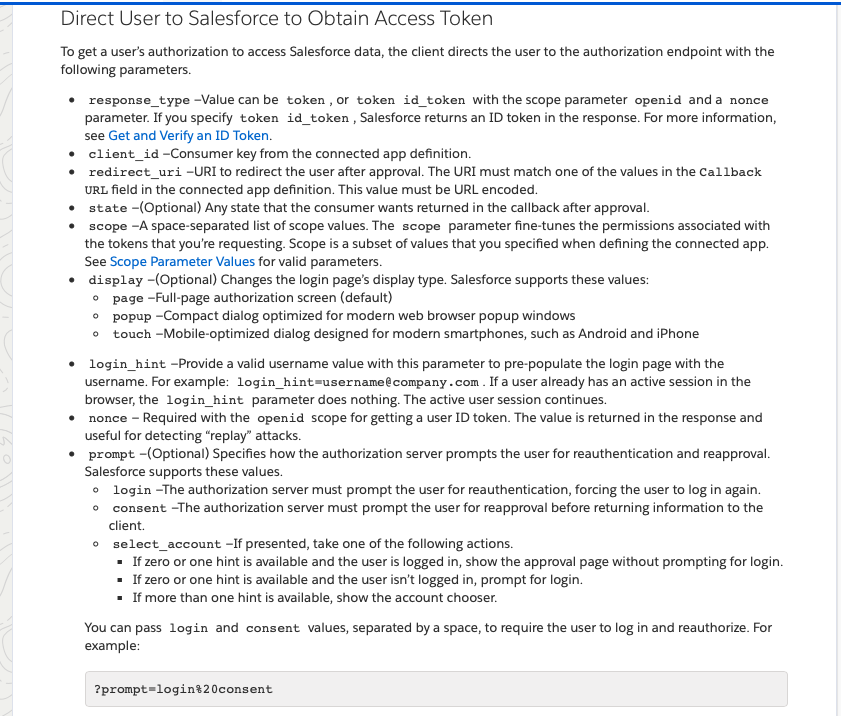 Direct User to Salesforce to Obtain Access Token
To get a user's authorization to access Salesforce data, the client directs the user to the authorization endpoint with the
following parameters.
• response_type –Value can be token , or token id_token with the scope parameter openid and a nonce
parameter. If you specify token id_token , Salesforce returns an ID token in the response. For more information,
see Get and Verify an ID Token.
• client_id –Consumer key from the connected app definition.
• redirect_uri –URI to redirect the user after approval. The URI must match one of the values in the Callback
URL field in the connected app definition. This value must be URL encoded.
• state –(Optional) Any state that the consumer wants returned in the callback after approval.
• scope –A space-separated list of scope values. The scope parameter fine-tunes the permissions associated with
the tokens that you're requesting. Scope is a subset of values that you specified when defining the connected app.
See Scope Parameter Values for valid parameters.
• display –(Optional) Changes the login page's display type. Salesforce supports these values:
◦ page –Full-page authorization screen (default)
◦ popup –Compact dialog optimized for modern web browser popup windows
◦ touch –Mobile-optimized dialog designed for modern smartphones, such as Android and iPhone
• login_hint –Provide a valid username value with this parameter to pre-populate the login page with the
username. For example: login_hint=username@company.com . If a user already has an active session in the
browser, the login_hint parameter does nothing. The active user session continues.
• nonce – Required with the openid scope for getting a user ID token. The value is returned in the response and
useful for detecting “replay” attacks.
• prompt –(Optional) Specifies how the authorization server prompts the user for reauthentication and reapproval.
Salesforce supports these values.
◦ login –The authorization server must prompt the user for reauthentication, forcing the user to log in again.
◦ consent –The authorization server must prompt the user for reapproval before returning information to the
client.
◦ select_account –If presented, take one of the following actions.
▪ If zero or one hint is available and the user is logged in, show the approval page without prompting for login.
▪ If zero or one hint is available and the user isn't logged in, prompt for login.
▪ If more than one hint is available, show the account chooser.
You can pass login and consent values, separated by a space, to require the user to log in and reauthorize. For
example:
?prompt=login%20consent